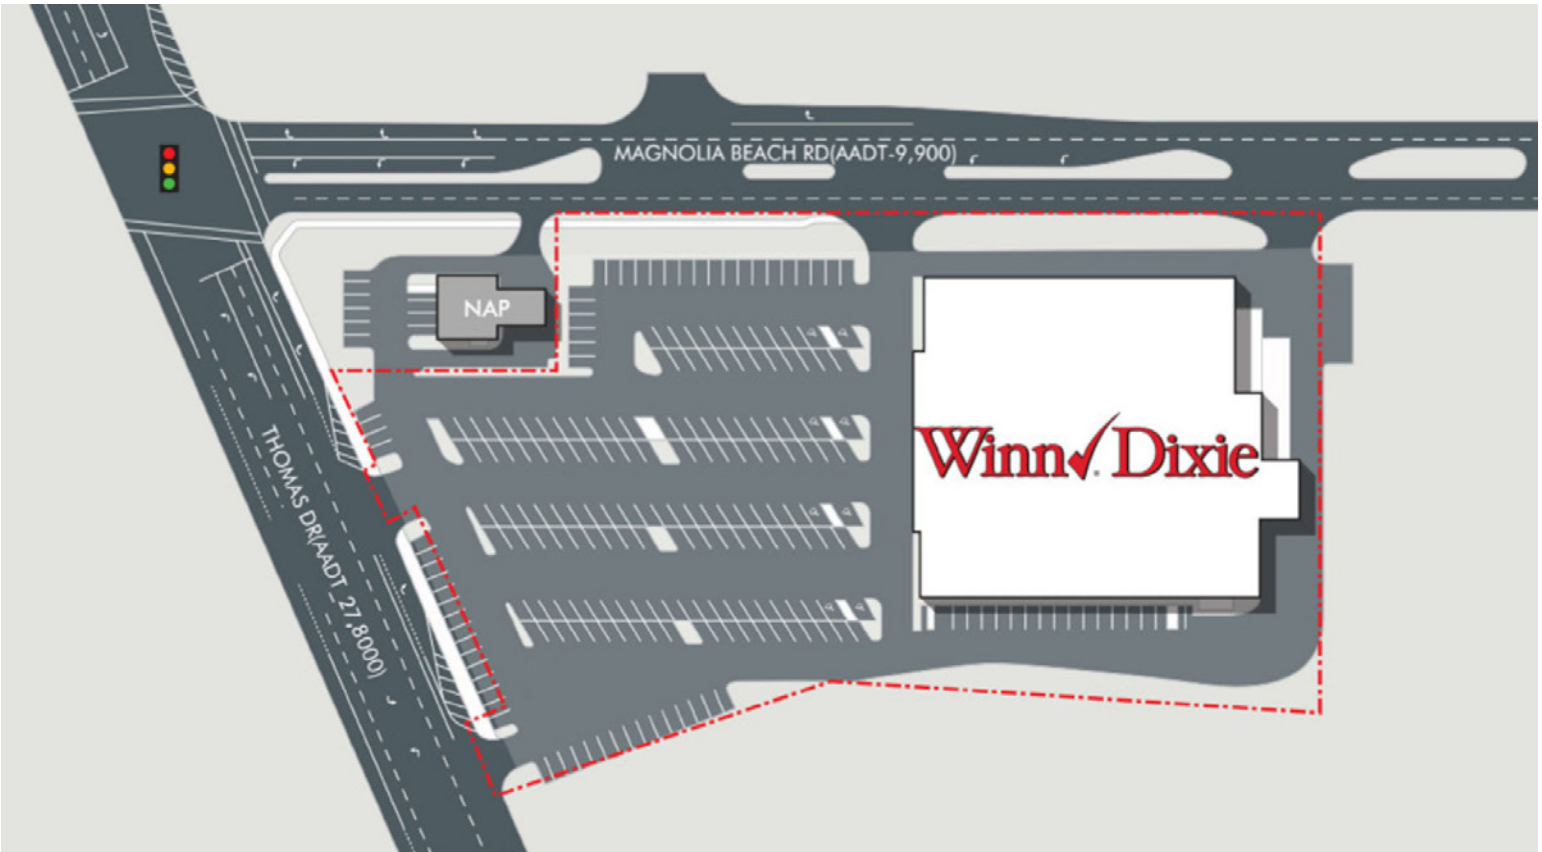 MAGNOLIA BEACH RD(AADT-9,900)
NAP
Winn Dixie
THOMAS DR(AADT 27,8000)